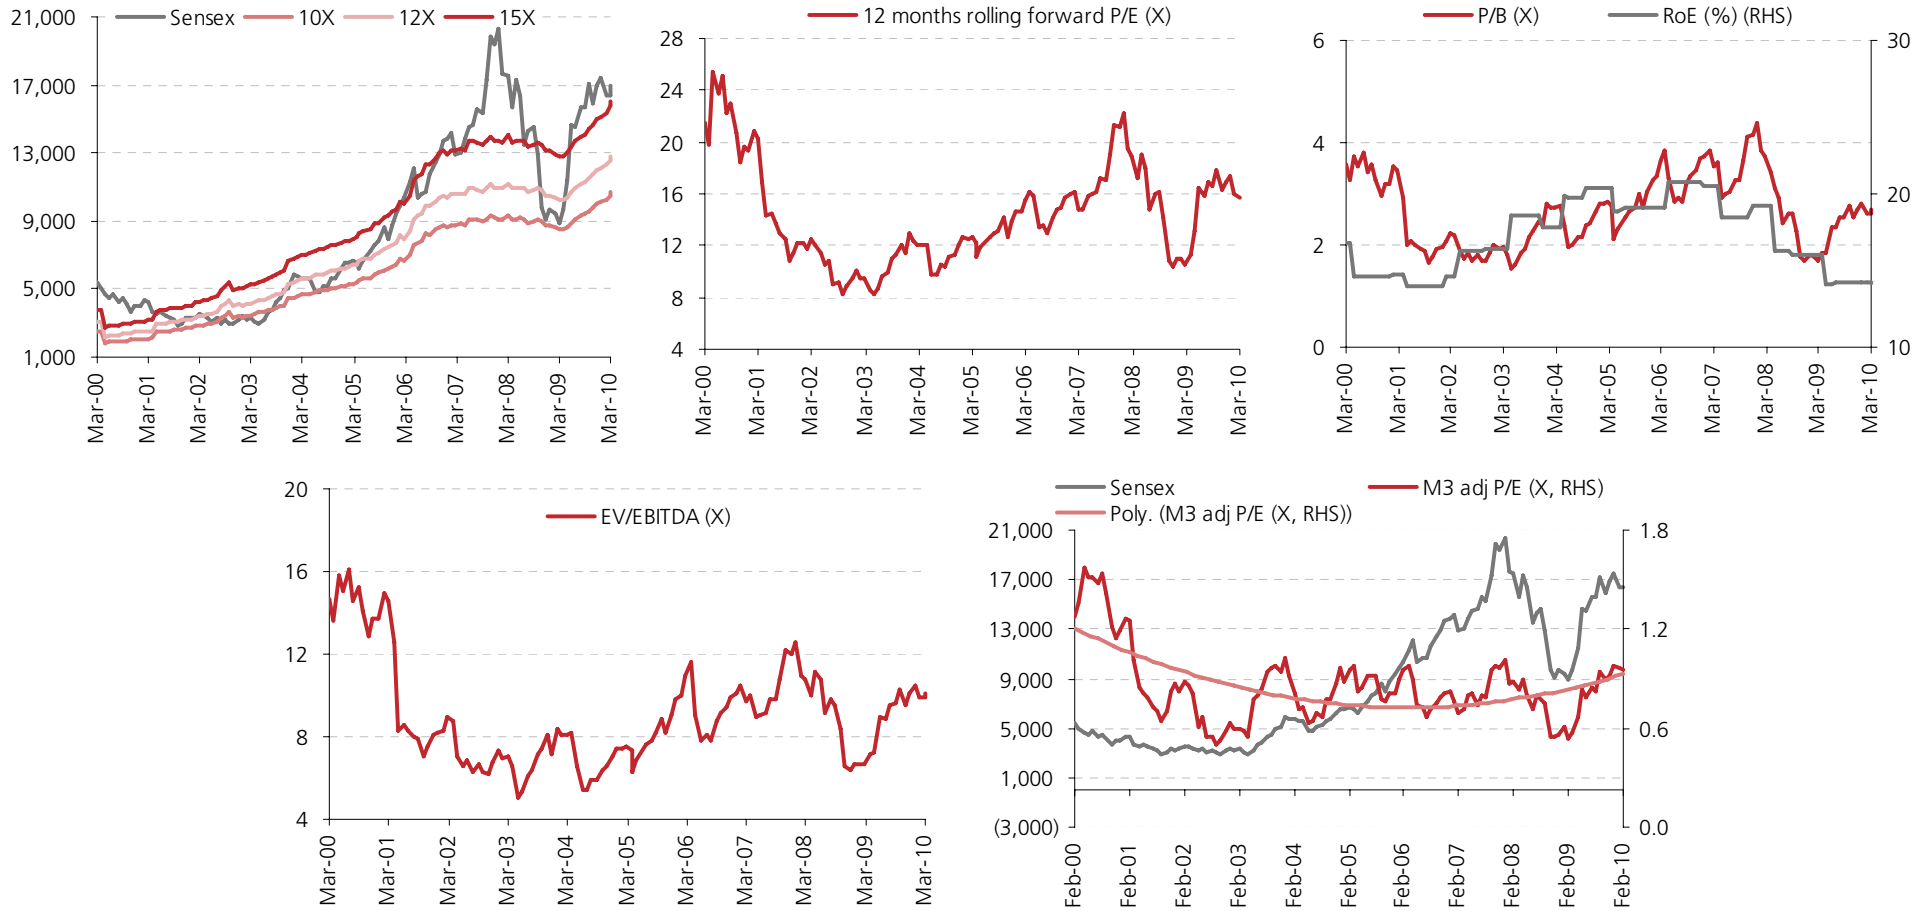 Sensex 10X 12X 15X
21,000
17,000
13,000
9,000
5,000
1,000
Mar-00 Mar-01 Mar-02 Mar-03 Mar-04 Mar-05 Mar-06 Mar-07 Mar-08 Mar-09 Mar-10
12 months rolling forward P/E (X)
28
24
20
16
12
8
4
Mar-00 Mar-01 Mar-02 Mar-03 Mar-04 Mar-05 Mar-06 Mar-07 Mar-08 Mar-09 Mar-10
P/B (X) RoE (%) (RHS)
6 30
4
20
2
0 10
Mar-00 Mar-01 Mar-02 Mar-03 Mar-04 Mar-05 Mar-06 Mar-07 Mar-08 Mar-09 Mar-10
EV/EBITDA (X)
20
16
12
8
4
Mar-00 Mar-01 Mar-02 Mar-03 Mar-04 Mar-05 Mar-06 Mar-07 Mar-08 Mar-09 Mar-10
Sensex M3 adj P/E (X, RHS)
Poly. (M3 adj P/E (X, RHS))
21,000 1.8
17,000
13,000 1.2
9,000
5,000 0.6
1,000
(3,000) 0.0
Feb-00 Feb-01 Feb-02 Feb-03 Feb-04 Feb-05 Feb-06 Feb-07 Feb-08 Feb-09 Feb-10